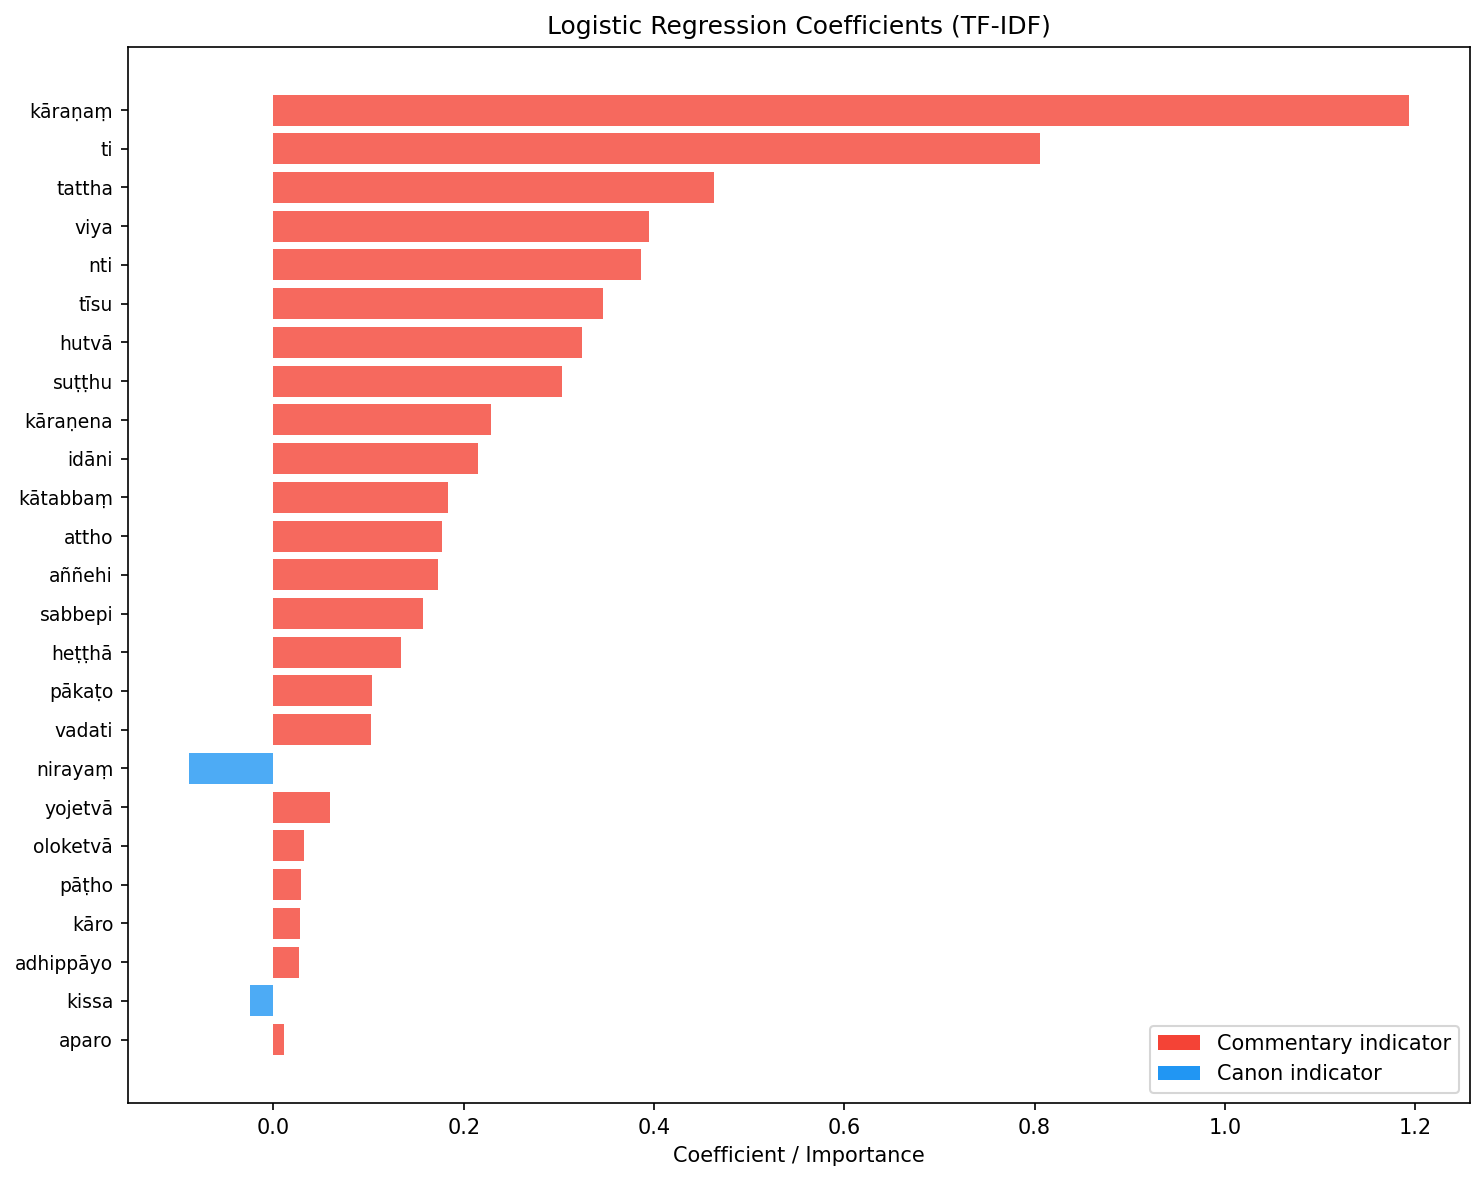 Logistic Regression Coefficients (TF-IDF)
kāraṇaṃ
ti
tattha
viya
nti
tīsu
hutvā
suṭṭhu
kāraṇena
idāni
kātabbaṃ
attho
aññehi
sabbepi
heṭṭhā
pākaṭo
vadati
nirayaṃ
yojetvā
oloketvā
pāṭho
kāro
adhippāyo
kissa
aparo
Commentary indicator
Canon indicator
0.0 0.2 0.4 0.6 0.8 1.0 1.2
Coefficient / Importance